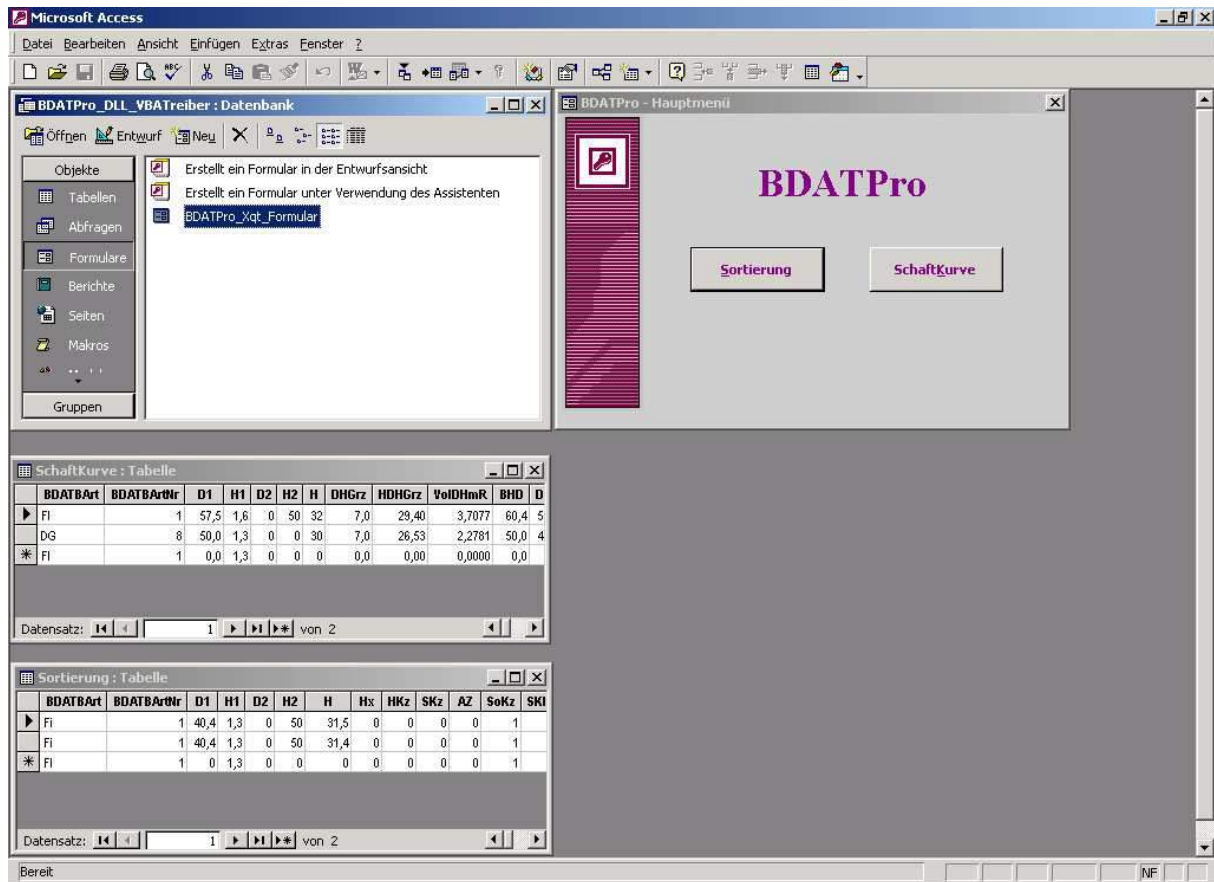 Microsoft Access
Datei Bearbeiten Ansicht Einfügen Extras Fenster ?
BDATPro_DLL_VBATreiber : Datenbank
Öffnen Entwurf Neu
Objekte
Tabellen
Abfragen
Formulare
Berichte
Seiten
Makros
Gruppen
Erstellt ein Formular in der Entwurfsansicht
Erstellt ein Formular unter Verwendung des Assistenten
BDATPro_Xqt_Formular
BDATPro - Hauptmenü
BDATPro
Sortierung SchaftKurve
SchaftKurve : Tabelle
BDATBArt BDATBArtNr D1 H1 D2 H2 H DHGrz HDHGrz VolDHmR BHD D
FI 1 57,5 1,6 0 50 32 7,0 29,40 3,7077 60,4 5
DG 8 50,0 1,3 0 0 30 7,0 26,53 2,2781 50,0 4
FI 1 0,0 1,3 0 0 0 0,0 0,00 0,0000 0,0
Datensatz: 1 von 2
Sortierung : Tabelle
BDATBArt BDATBArtNr D1 H1 D2 H2 H Hx HKz SKz AZ SoKz SKl
Fi 1 40,4 1,3 0 50 31,5 0 0 0 0 1
Fi 1 40,4 1,3 0 50 31,4 0 0 0 0 1
FI 1 0 1,3 0 0 0 0 0 0 0 1
Datensatz: 1 von 2
Bereit NF